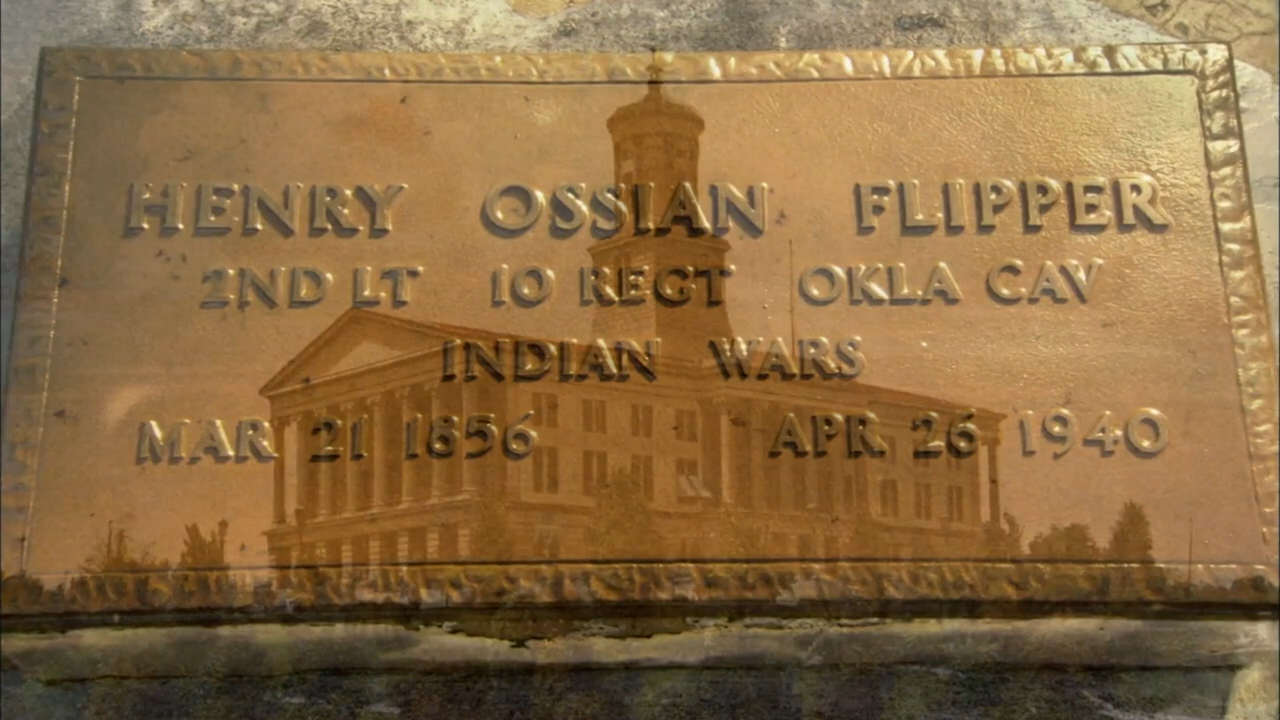 HENRY OSSIAN FLIPPER
2ND LT 10 REGT OKLA CAV
INDIAN WARS
MAR 21 1856 APR 26 1940